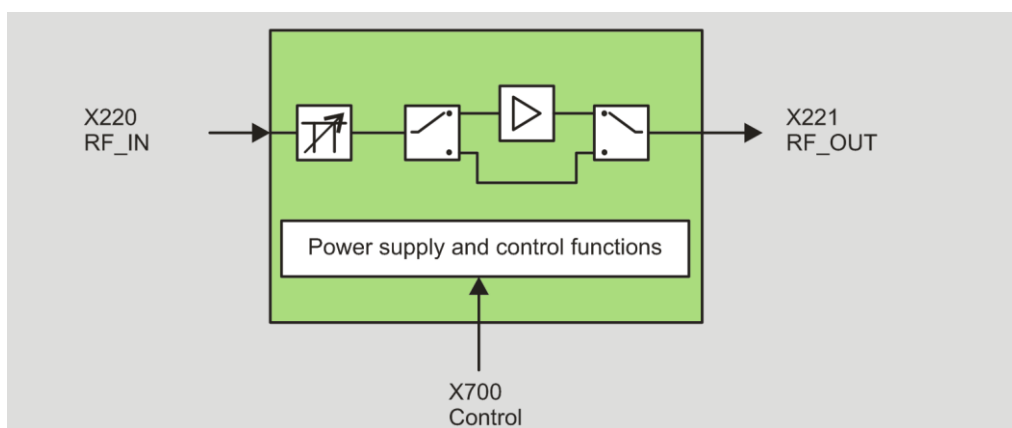 X220
RF_IN
X221
RF_OUT
Power supply and control functions
X700
Control